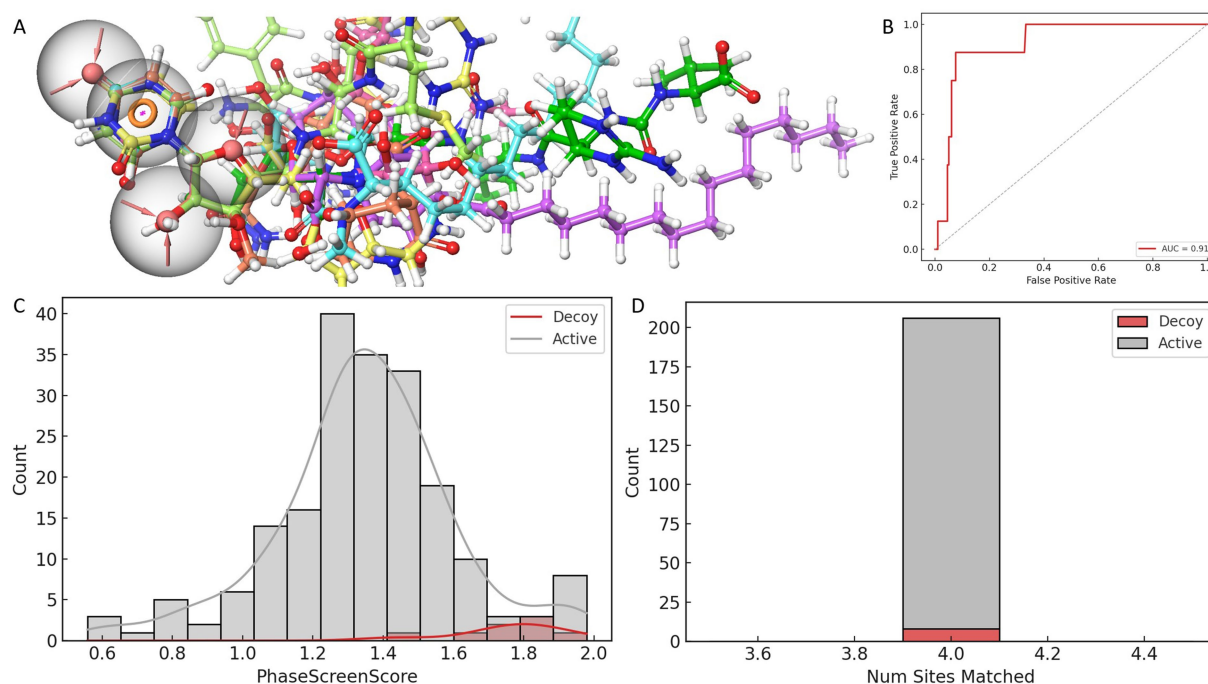 A
B
1.0
0.8
0.6
0.4
0.2
0.0
True Positive Rate
0.0
0.2
0.4
0.6
0.8
1.
False Positive Rate
AUC = 0.91
C
40
35
30
25
20
15
10
5
0
Count
Decoy
Active
0.6
0.8
1.0
1.2
1.4
1.6
1.8
2.0
PhaseScreenScore
D
200
175
150
125
100
75
50
25
0
Count
Decoy
Active
3.6
3.8
4.0
4.2
4.4
Num Sites Matched